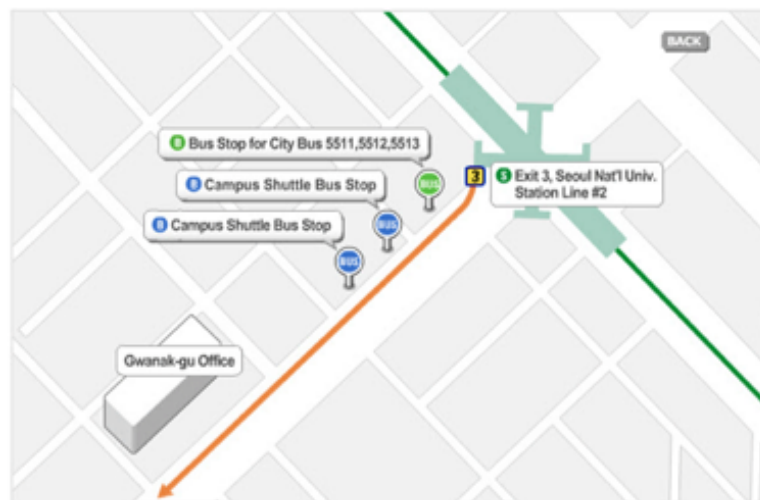 BACK
B Bus Stop for City Bus 5511,5512,5513
BUS
3
S Exit 3, Seoul Nat'l Univ.
Station Line #2
B Campus Shuttle Bus Stop
BUS
B Campus Shuttle Bus Stop
BUS
Gwanak-gu Office